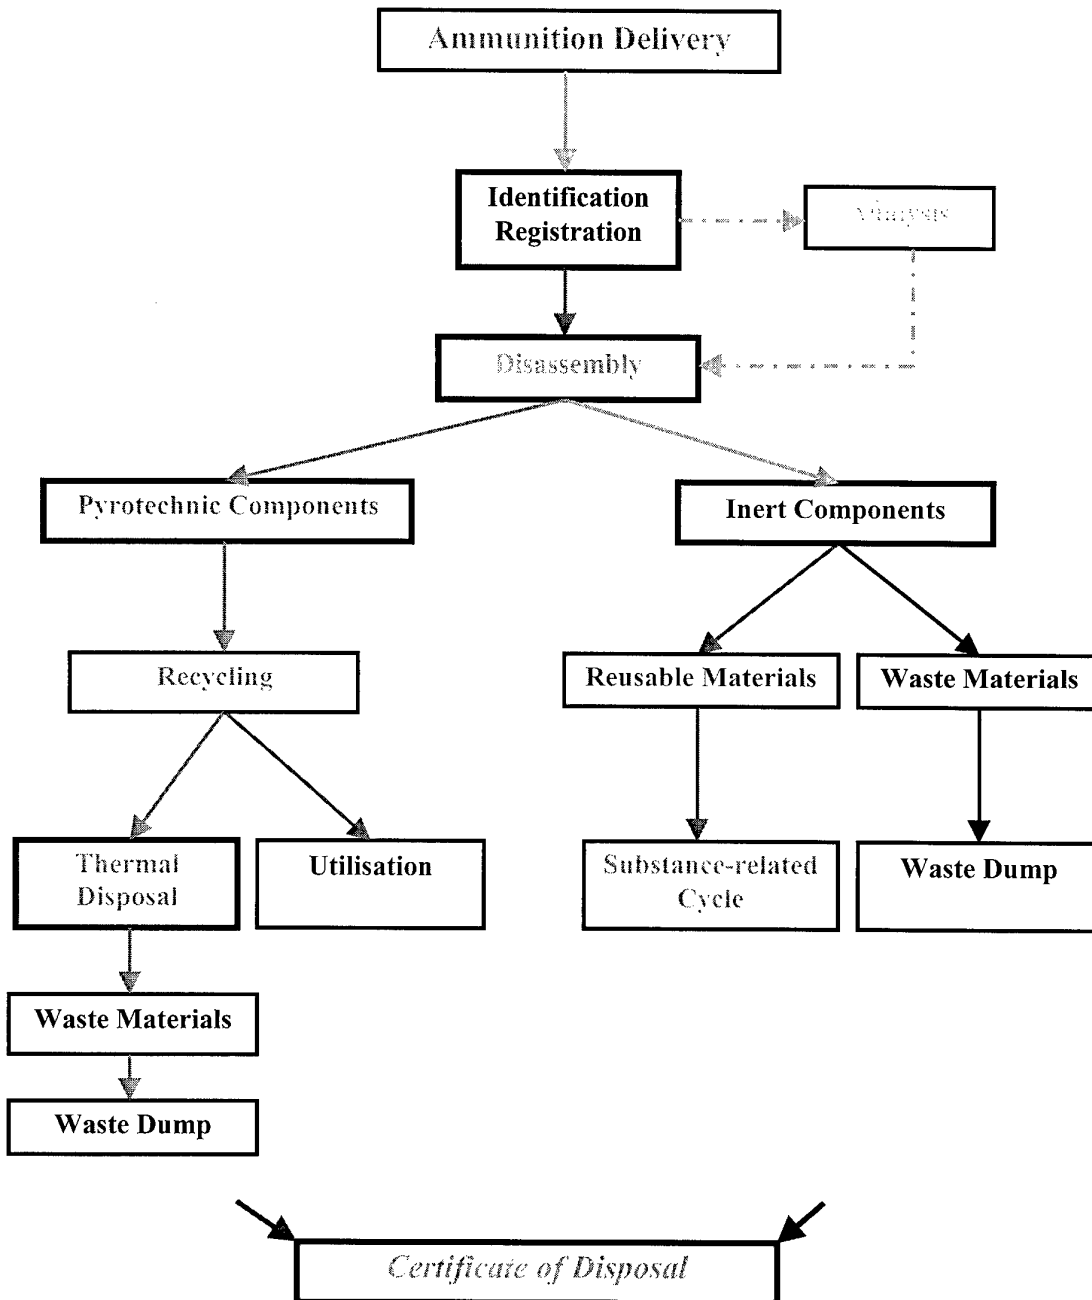 Ammunition Delivery
Identification
Registration
Analysis
Disassembly
Pyrotechnic Components
Inert Components
Recycling
Reusable Materials
Waste Materials
Thermal
Disposal
Utilisation
Substance-related
Cycle
Waste Dump
Waste Materials
Waste Dump
Certificate of Disposal